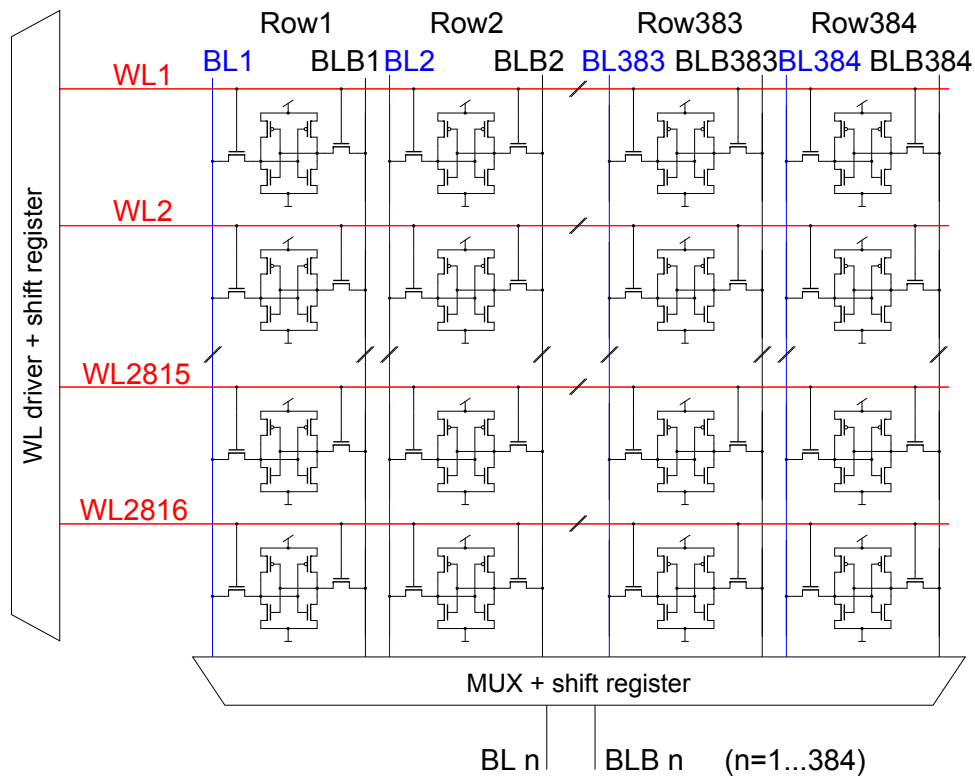 Row1 Row2 Row383 Row384
BL1 BLB1 BL2 BLB2 BL383 BLB383 BL384 BLB384
WL1
WL2
WL driver + shift register
WL2815
WL2816
MUX + shift register
BL n BLB n (n=1...384)